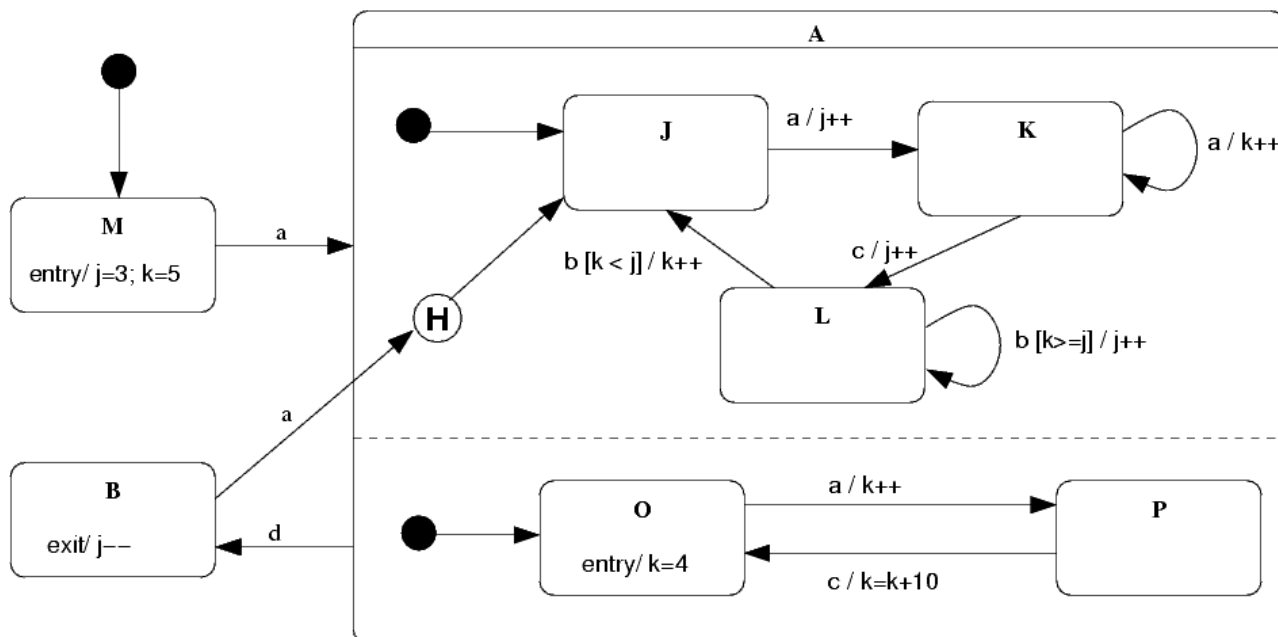 A
J
a / j++
K
a / k++
M
a
entry/ j=3; k=5
b [k < j] / k++
c / j++
H
L
b [k>=j] / j++
a
B
exit/ j--
d
O
entry/ k=4
a / k++
P
c / k=k+10